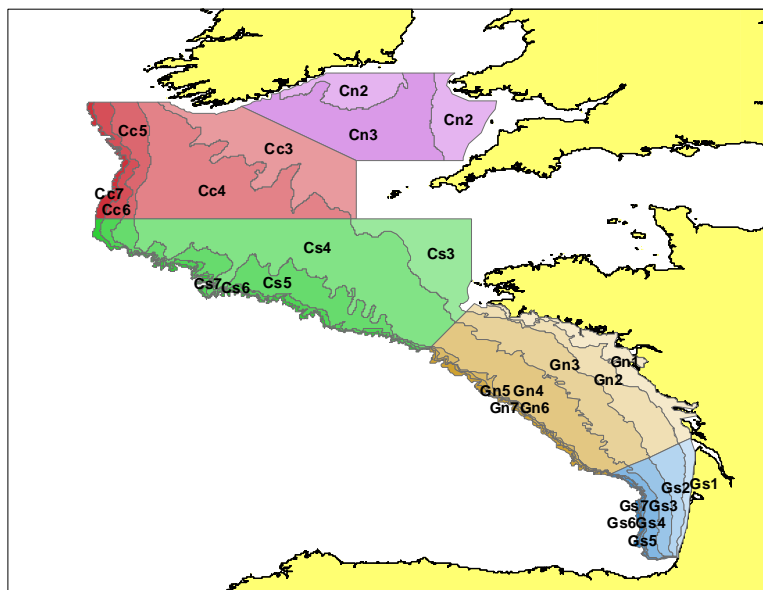 Cn2
Cn2
Cn3
Cc5
Cc3
Cc4
Cc7
Cc6
Cs4
Cs3
Cs7 Cs6 Cs5
Gn1
Gn3
Gn2
Gn5 Gn4
Gn7 Gn6
Gs2 Gs1
Gs7 Gs3
Gs6 Gs4
Gs5